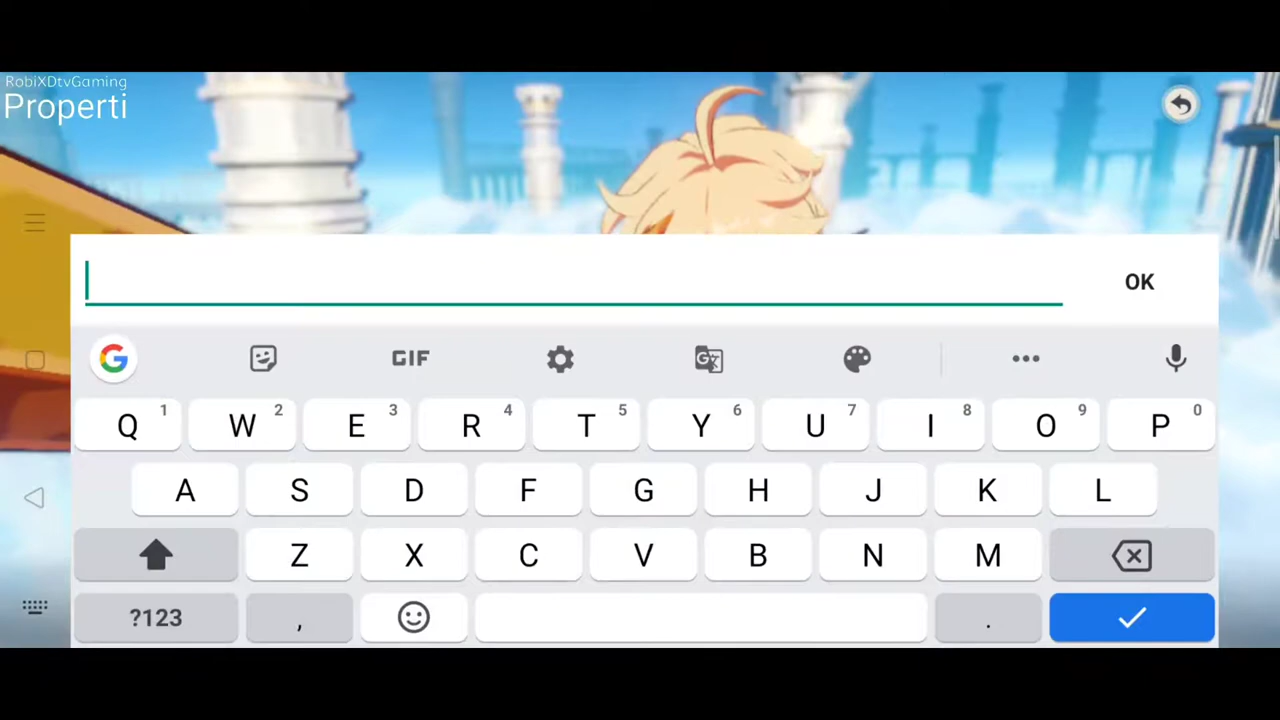 RobiXDtvGaming
Properti
OK
G GIF G
Q1 W2 E3 R4 T5 Y6 U7 I8 O9 P0
A S D F G H J K L
Z X C V B N M
?123 , .